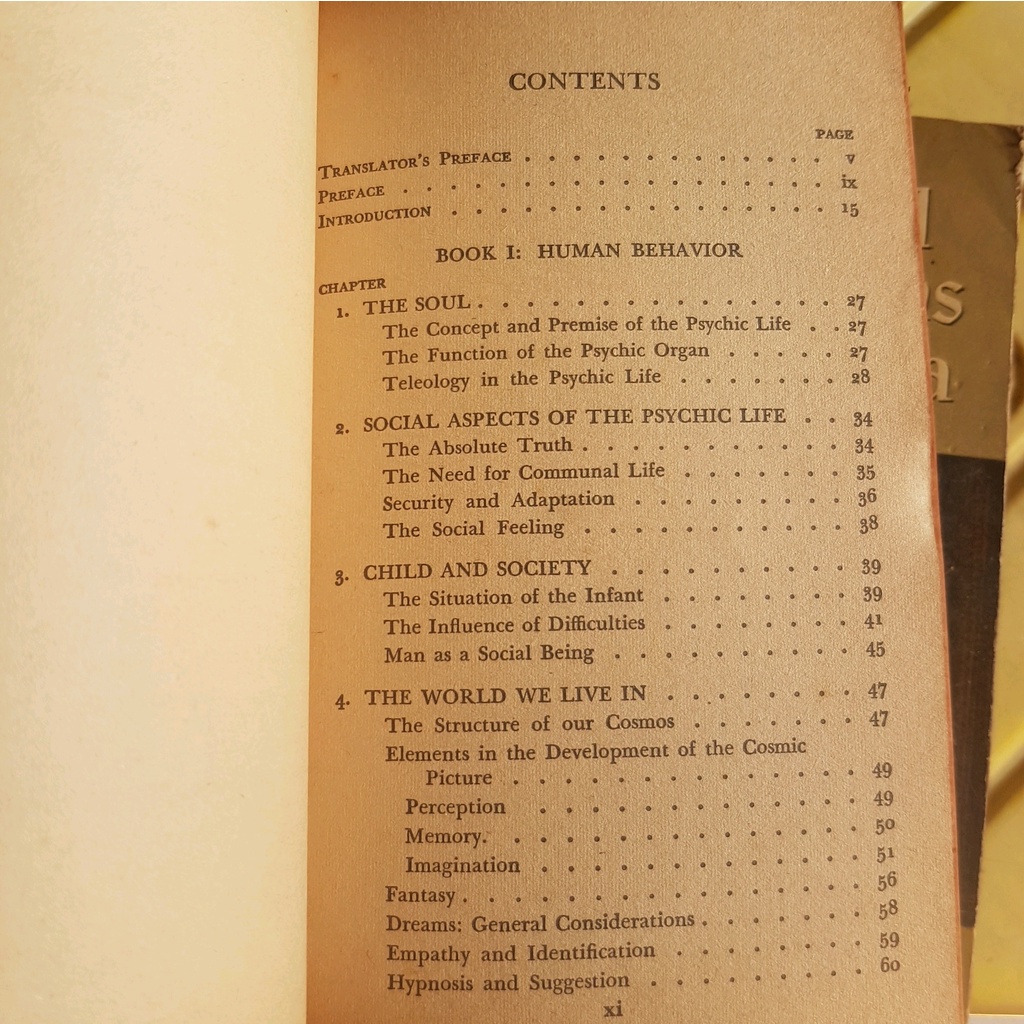 CONTENTS
PAGE
TRANSLATOR'S PREFACE . . . . . . . . . . . . . v
PREFACE . . . . . . . . . . . . . . . . . . ix
INTRODUCTION . . . . . . . . . . . . . . . . 15
BOOK I: HUMAN BEHAVIOR
CHAPTER
1. THE SOUL . . . . . . . . . . . . . . . 27
The Concept and Premise of the Psychic Life . . 27
The Function of the Psychic Organ . . . . . 27
Teleology in the Psychic Life . . . . . . . 28
2. SOCIAL ASPECTS OF THE PSYCHIC LIFE . . 34
The Absolute Truth . . . . . . . . . . . 34
The Need for Communal Life . . . . . . . 35
Security and Adaptation . . . . . . . . . 36
The Social Feeling . . . . . . . . . . . 38
3. CHILD AND SOCIETY . . . . . . . . . . 39
The Situation of the Infant . . . . . . . . 39
The Influence of Difficulties . . . . . . . . 41
Man as a Social Being . . . . . . . . . . 45
4. THE WORLD WE LIVE IN . . . . . . . . 47
The Structure of our Cosmos . . . . . . . 47
Elements in the Development of the Cosmic
Picture . . . . . . . . . . . . . . 49
Perception . . . . . . . . . . . . . 49
Memory. . . . . . . . . . . . . . . 50
Imagination . . . . . . . . . . . . . 51
Fantasy . . . . . . . . . . . . . . . . 56
Dreams: General Considerations . . . . . . . 58
Empathy and Identification . . . . . . . . 59
Hypnosis and Suggestion . . . . . . . . . 60
xi